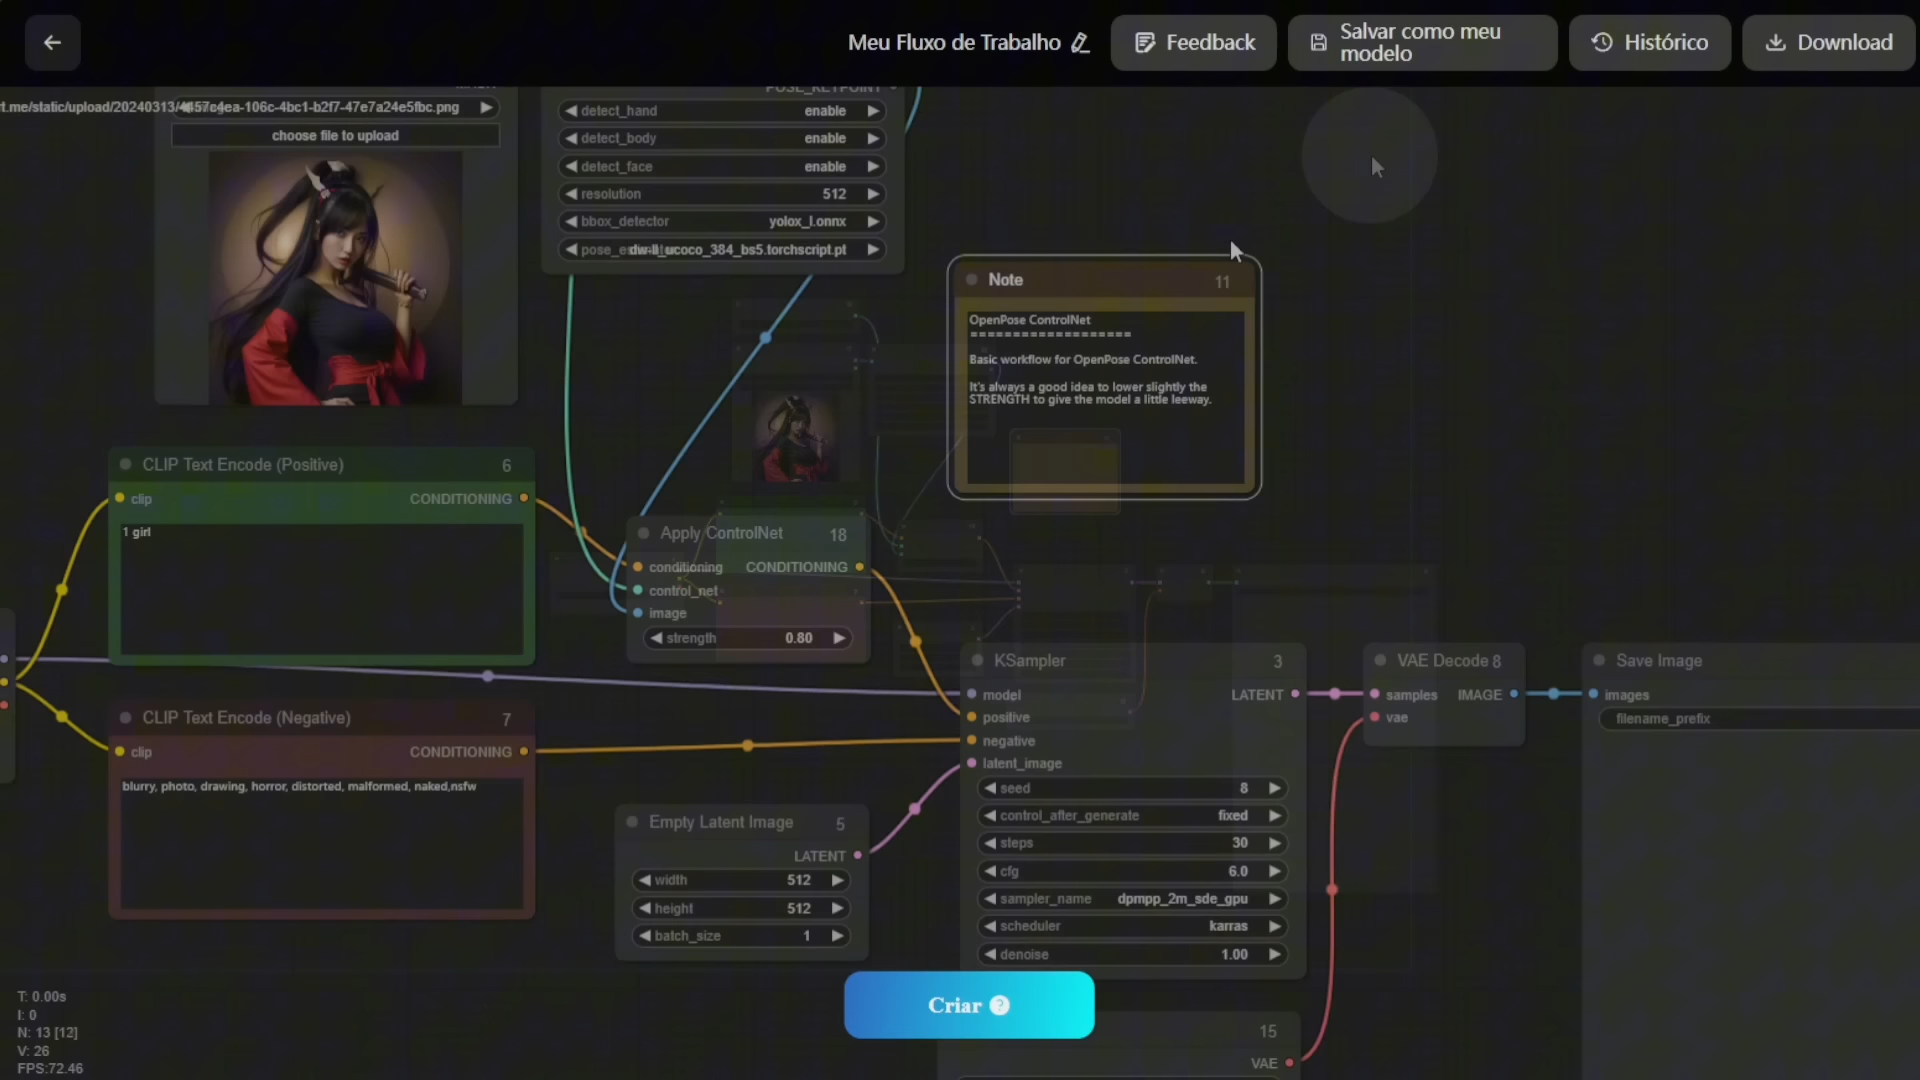 Meu Fluxo de Trabalho
Feedback
Salvar como meu
modelo
Histórico
Download
choose file to upload
detect_hand enable
detect_body enable
detect_face enable
resolution 512
bbox_detector yolox_l.onnx
Note 11
OpenPose ControlNet
====================
Basic workflow for OpenPose ControlNet.
It's always a good idea to lower slightly the
STRENGTH to give the model a little leeway.
CLIP Text Encode (Positive) 6
clip CONDITIONING
1 girl
Apply ControlNet 18
conditioning CONDITIONING
control_net
image
strength 0.80
CLIP Text Encode (Negative) 7
clip CONDITIONING
blurry, photo, drawing, horror, distorted, malformed, naked,nsfw
Empty Latent Image 5
LATENT
width 512
height 512
batch_size 1
KSampler 3
model LATENT
positive
negative
latent_image
seed 8
control_after_generate fixed
steps 30
cfg 6.0
sampler_name dpmpp_2m_sde_gpu
scheduler karras
denoise 1.00
VAE Decode 8
samples IMAGE
vae
Save Image
images
filename_prefix
Criar
15
VAE
T: 0.00s
I: 0
N: 13 [12]
V: 26
FPS:72.46